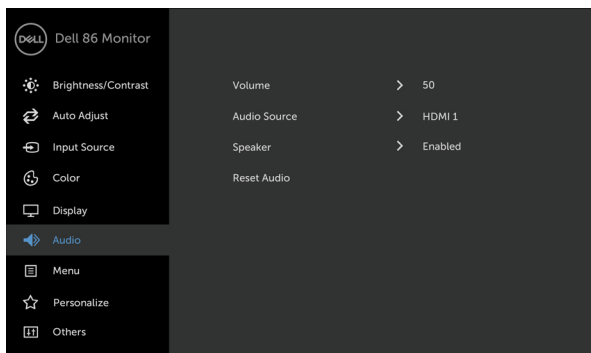 DELL Dell 86 Monitor
Brightness/Contrast Volume > 50
Auto Adjust Audio Source > HDMI 1
Input Source Speaker > Enabled
Color Reset Audio
Display
Audio
Menu
Personalize
Others